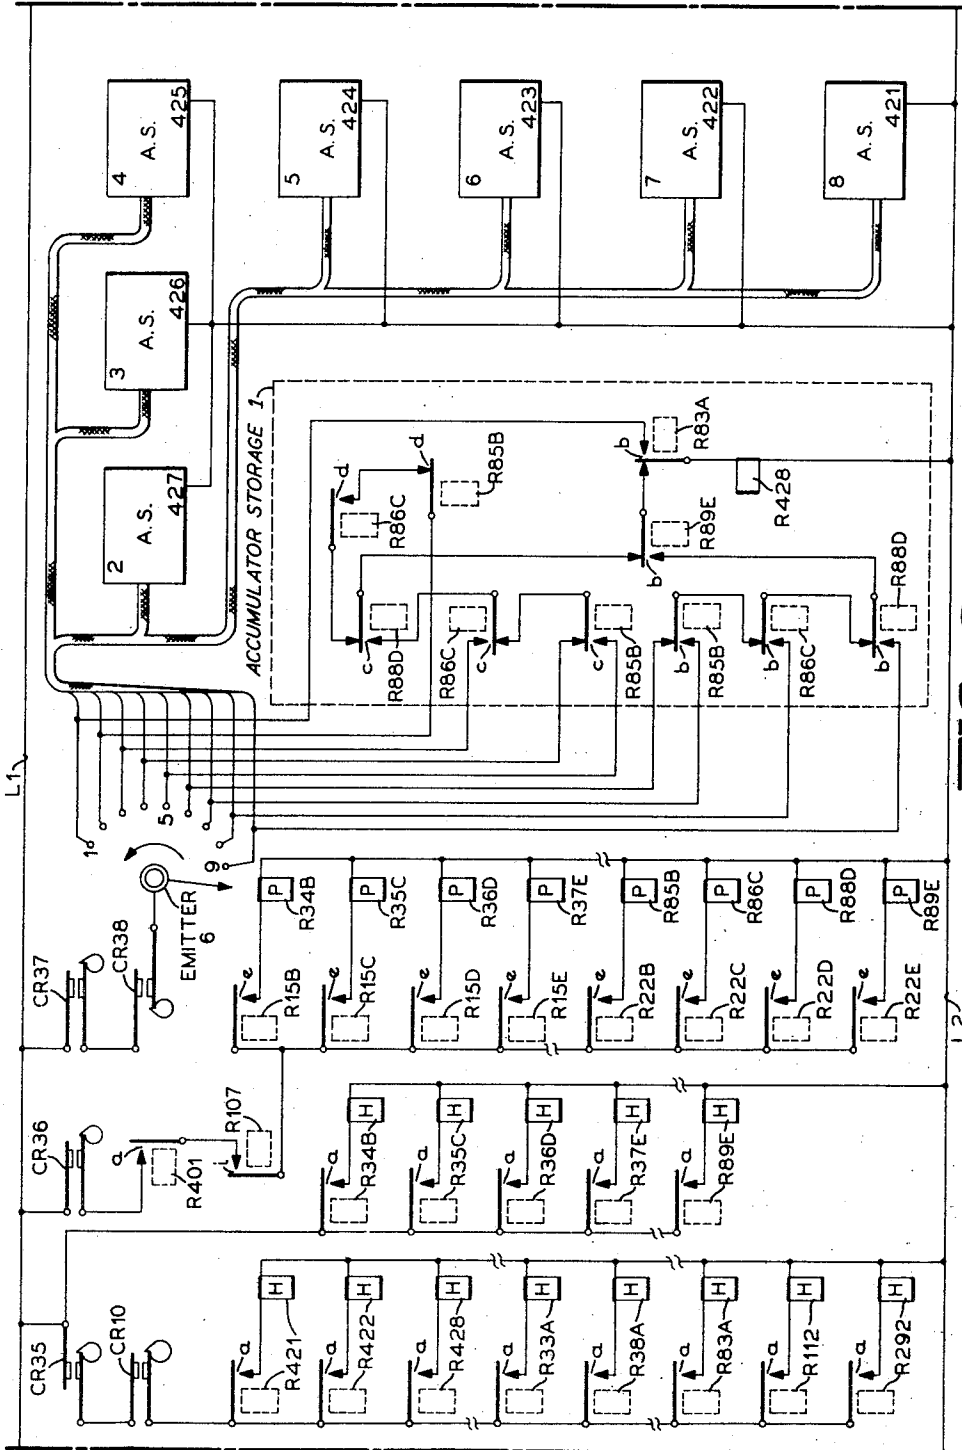 L1
4
A.S.
425
3
A.S.
426
2
A.S.
427
5
A.S.
424
6
A.S.
423
7
A.S.
422
8
A.S.
421
ACCUMULATOR STORAGE 1
d
R86C
d
R85B
b
R83A
R428
b
R89E
c
R88D
c
R86C
c
R85B
b
R85B
b
R86C
b
R88D
1
5
9
EMITTER
6
CR37
CR38
e
R15B
P
R34B
e
R15C
P
R35C
e
R15D
P
R36D
e
R15E
P
R37E
e
R22B
P
R85B
e
R22C
P
R86C
e
R22D
P
R88D
e
R22E
P
R89E
CR36
a
R401
i
R107
a
H
R34B
a
H
R35C
a
H
R36D
a
H
R37E
a
H
R89E
CR35
CR10
a
H
R421
a
H
R422
a
H
R428
a
H
R33A
a
H
R38A
a
H
R83A
a
H
R112
a
H
R292
L2